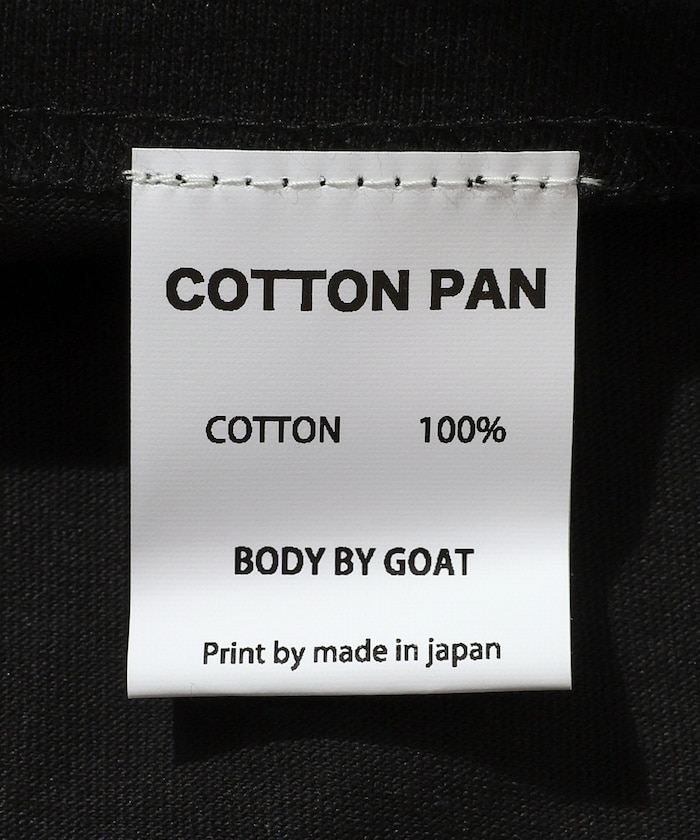 COTTON PAN
COTTON 100%
BODY BY GOAT
Print by made in japan